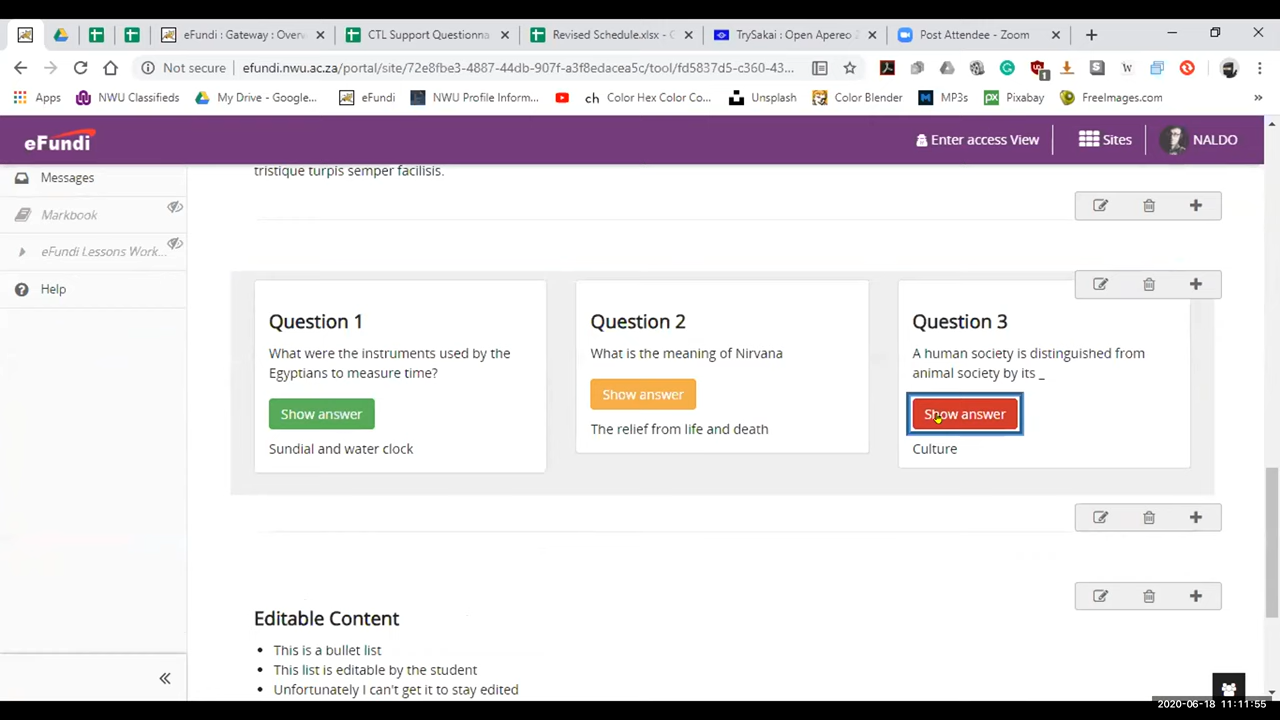 eFundi : Gateway : Over
CTL Support Questionna
Revised Schedule.xlsx -
TrySakai : Open Apereo 2
Post Attendee - Zoom
Not secure efundi.nwu.ac.za/portal/site/72e8fbe3-4887-44db-907f-a3f8edacea5c/tool/fd5837d5-c360-43...
Apps NWU Classifieds My Drive - Google... eFundi NWU Profile Inform... Color Hex Color Co... Unsplash Color Blender MP3s Pixabay FreeImages.com »
eFundi
Enter access View Sites NALDO
tristique turpis semper facilisis.
Messages
Markbook
eFundi Lessons Work...
Help
Question 1
What were the instruments used by the
Egyptians to measure time?
Show answer
Sundial and water clock
Question 2
What is the meaning of Nirvana
Show answer
The relief from life and death
Question 3
A human society is distinguished from
animal society by its _
Show answer
Culture
Editable Content
• This is a bullet list
• This list is editable by the student
• Unfortunately I can't get it to stay edited
2020-06-18 11:11:55